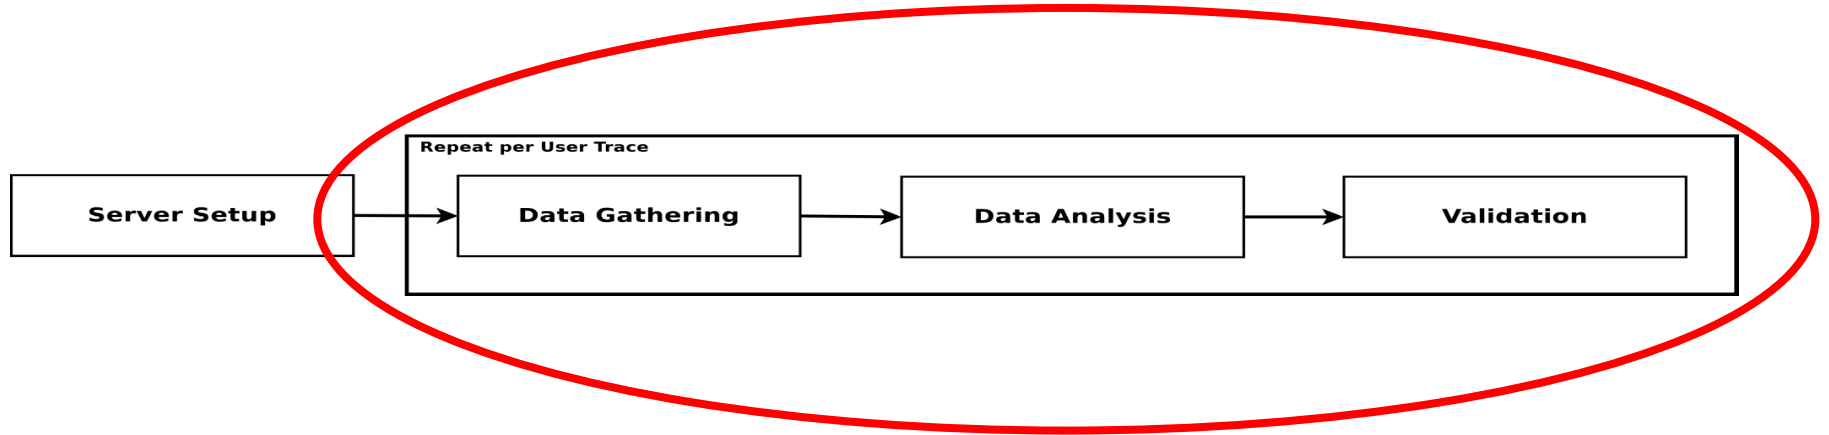 Repeat per User Trace
Server Setup
Data Gathering
Data Analysis
Validation